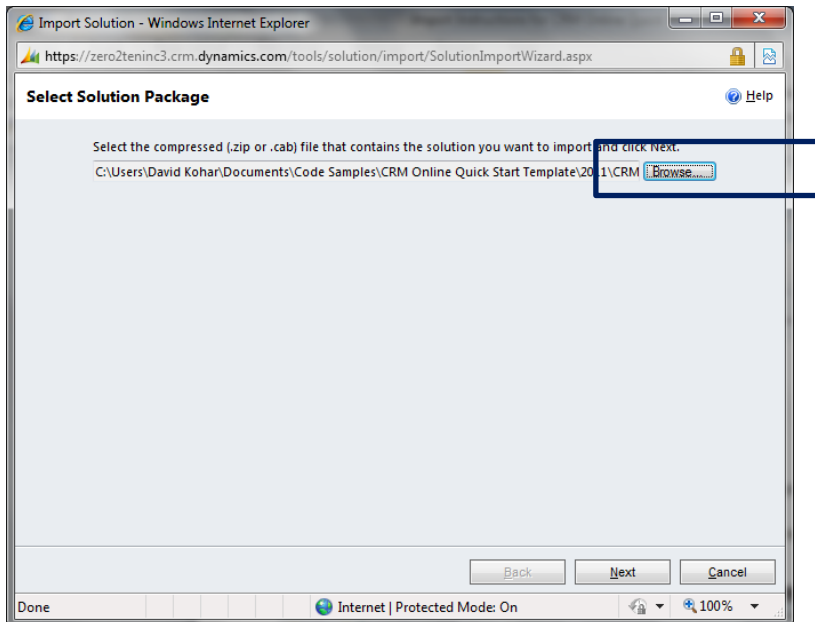 Import Solution - Windows Internet Explorer
https://zero2teninc3.crm.dynamics.com/tools/solution/import/SolutionImportWizard.aspx
Select Solution Package
Help
Select the compressed (.zip or .cab) file that contains the solution you want to import and click Next.
C:\Users\David Kohar\Documents\Code Samples\CRM Online Quick Start Template\2011\CRM Browse...
Back Next Cancel
Done Internet | Protected Mode: On 100%